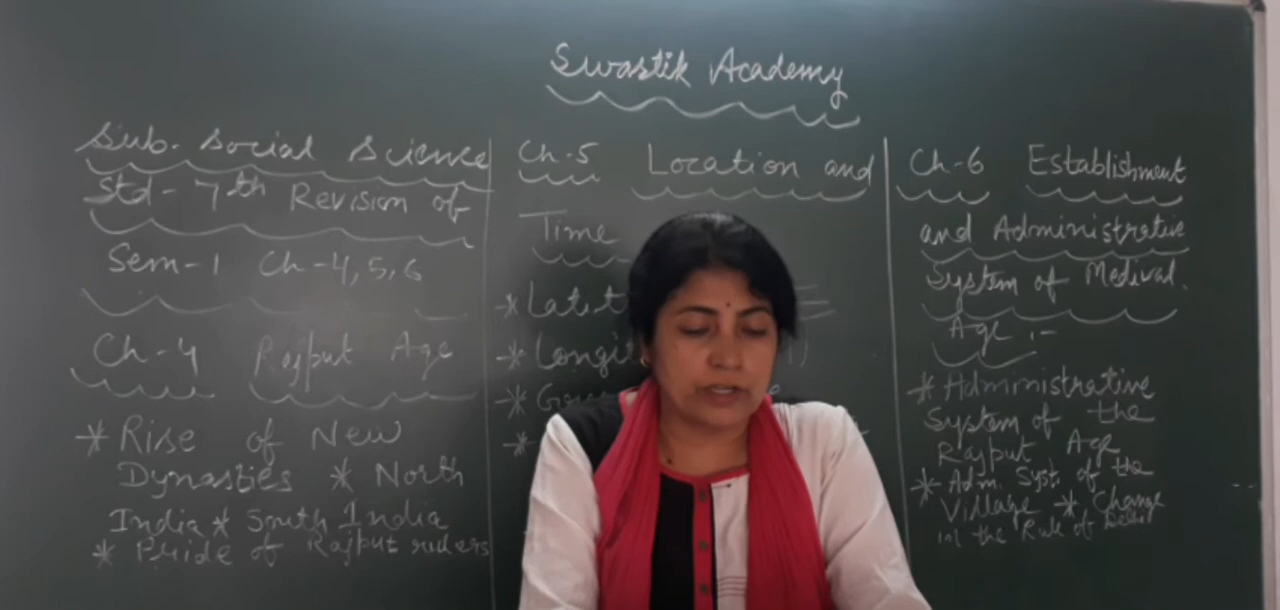 Swastik Academy
Sub. Social Science
Std - 7th Revision of
Sem-1 Ch-4,5,6
Ch-4 Rajput Age
* Rise of New
Dynasties * North
India * South India
* Pride of Rajput rulers
Ch-5 Location and
Time
* Latit
* Longi
*
*
Ch-6 Establishment
and Administrative
System of Medival.
Age :-
* Administrative
System of the
Rajput Age
* Adm. Syst. of the
Village * Change
in the Rule of Delhi